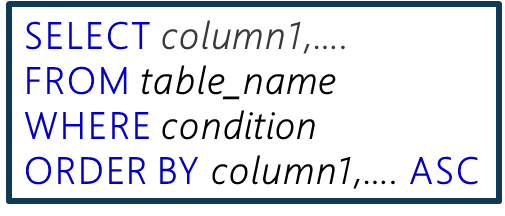 SELECT column1,....
FROM table_name
WHERE condition
ORDER BY column1,.... ASC